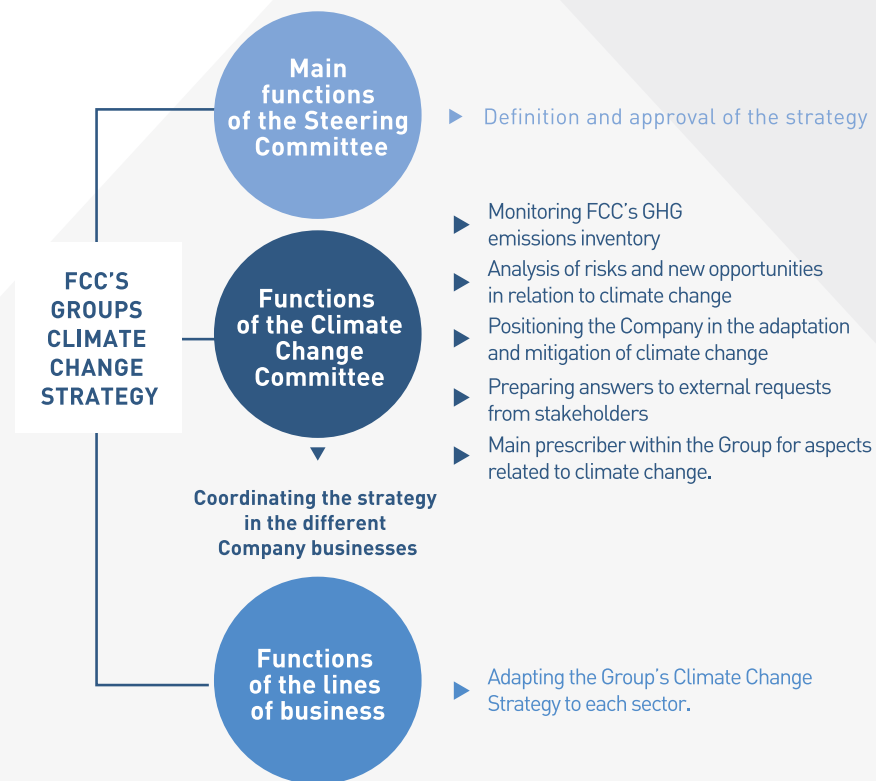 Main
functions
of the Steering
Committee
Definition and approval of the strategy
FCC'S
GROUPS
CLIMATE
CHANGE
STRATEGY
Functions
of the Climate
Change
Committee
Monitoring FCC's GHG
emissions inventory
Analysis of risks and new opportunities
in relation to climate change
Positioning the Company in the adaptation
and mitigation of climate change
Preparing answers to external requests
from stakeholders
Main prescriber within the Group for aspects
related to climate change.
Coordinating the strategy
in the different
Company businesses
Functions
of the lines
of business
Adapting the Group's Climate Change
Strategy to each sector.